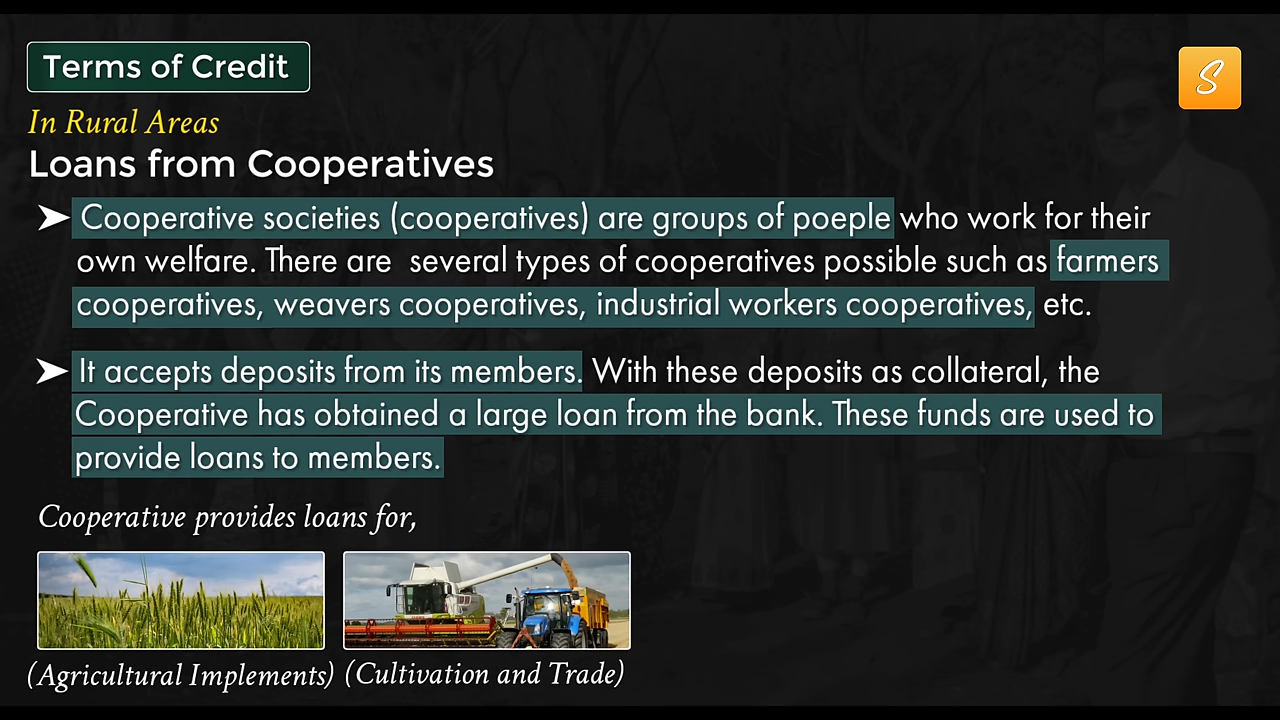 Terms of Credit
S
In Rural Areas
Loans from Cooperatives
➤ Cooperative societies (cooperatives) are groups of poeple who work for their
own welfare. There are several types of cooperatives possible such as farmers
cooperatives, weavers cooperatives, industrial workers cooperatives, etc.
➤ It accepts deposits from its members. With these deposits as collateral, the
Cooperative has obtained a large loan from the bank. These funds are used to
provide loans to members.
Cooperative provides loans for,
(Agricultural Implements) (Cultivation and Trade)